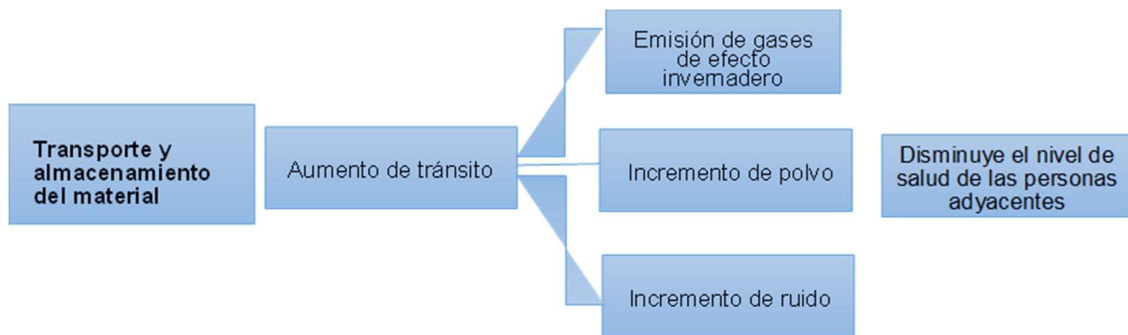 Transporte y
almacenamiento
del material
Aumento de tránsito
Emisión de gases
de efecto
invernadero
Incremento de polvo
Incremento de ruido
Disminuye el nivel de
salud de las personas
adyacentes